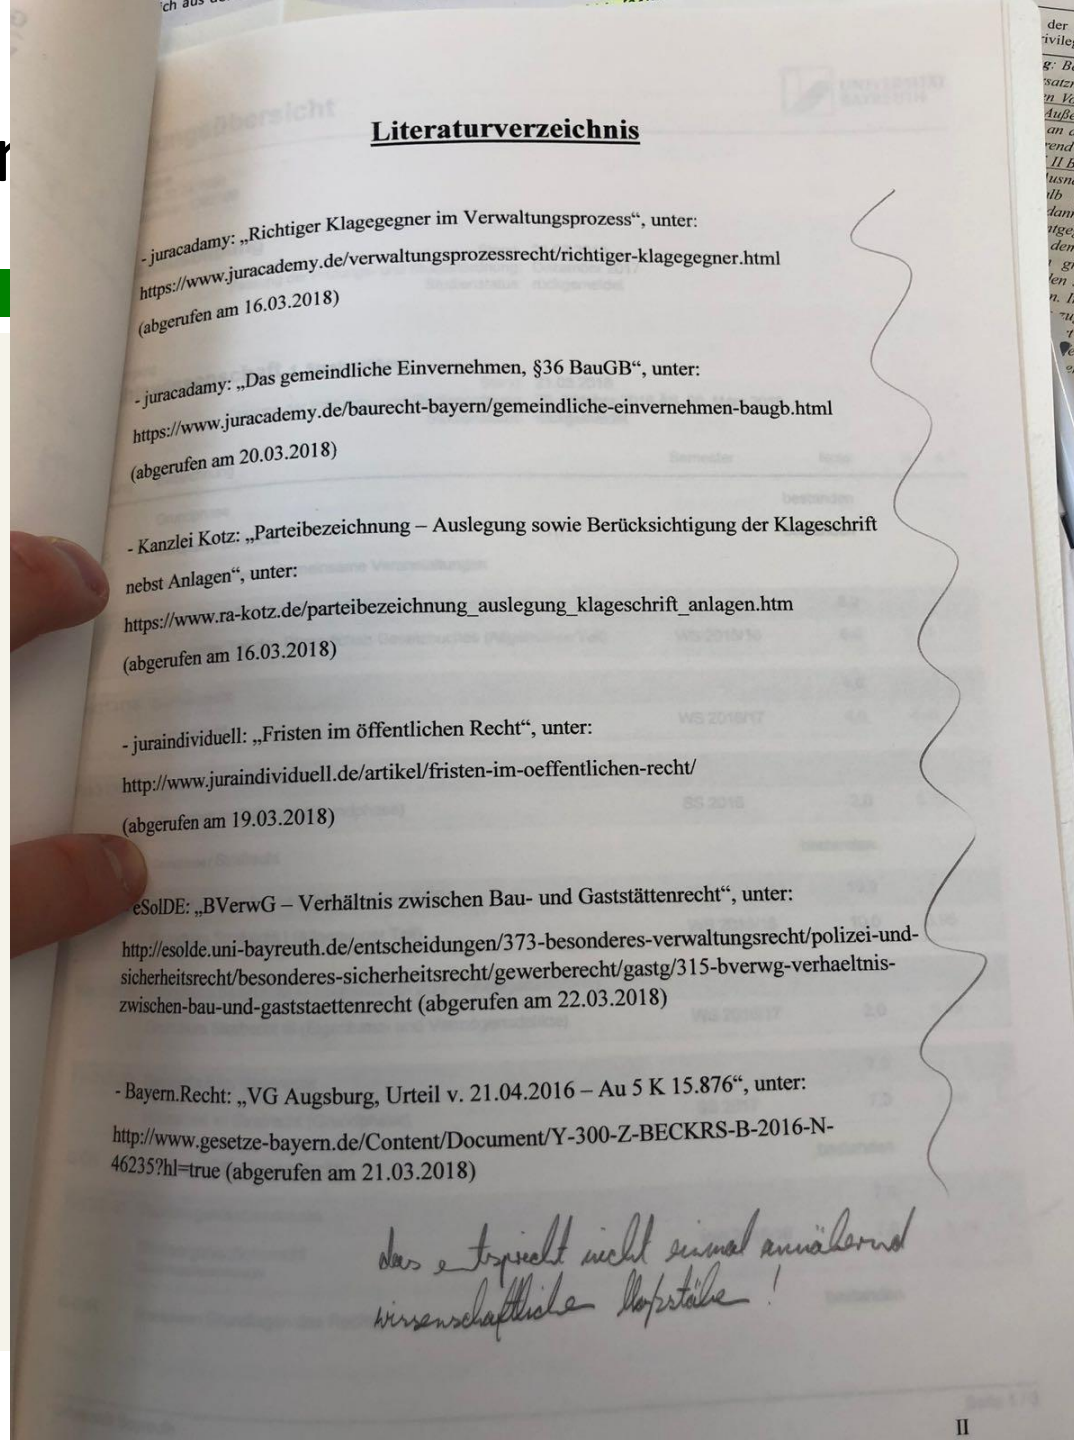 ich aus
Literaturverzeichnis
- juracadamy: „Richtiger Klagegegner im Verwaltungsprozess“, unter:
https://www.juracademy.de/verwaltungsprozessrecht/richtiger-klagegegner.html
(abgerufen am 16.03.2018)
- juracadamy: „Das gemeindliche Einvernehmen, §36 BauGB“, unter:
https://www.juracademy.de/baurecht-bayern/gemeindliche-einvernehmen-baugb.html
(abgerufen am 20.03.2018)
- Kanzlei Kotz: „Parteibezeichnung – Auslegung sowie Berücksichtigung der Klageschrift
nebst Anlagen“, unter:
https://www.ra-kotz.de/parteibezeichnung_auslegung_klageschrift_anlagen.htm
(abgerufen am 16.03.2018)
- juraindividuell: „Fristen im öffentlichen Recht“, unter:
http://www.juraindividuell.de/artikel/fristen-im-oeffentlichen-recht/
(abgerufen am 19.03.2018)
eSolDE: „BVerwG – Verhältnis zwischen Bau- und Gaststättenrecht“, unter:
http://esolde.uni-bayreuth.de/entscheidungen/373-besonderes-verwaltungsrecht/polizei-und-
sicherheitsrecht/besonderes-sicherheitsrecht/gewerberecht/gastg/315-bverwg-verhaeltnis-
zwischen-bau-und-gaststaettenrecht (abgerufen am 22.03.2018)
- Bayern.Recht: „VG Augsburg, Urteil v. 21.04.2016 – Au 5 K 15.876“, unter:
http://www.gesetze-bayern.de/Content/Document/Y-300-Z-BECKRS-B-2016-N-
46235?hl=true (abgerufen am 21.03.2018)
das entspricht nicht einmal annähernd
wissenschaftliche Maßstäbe!
II